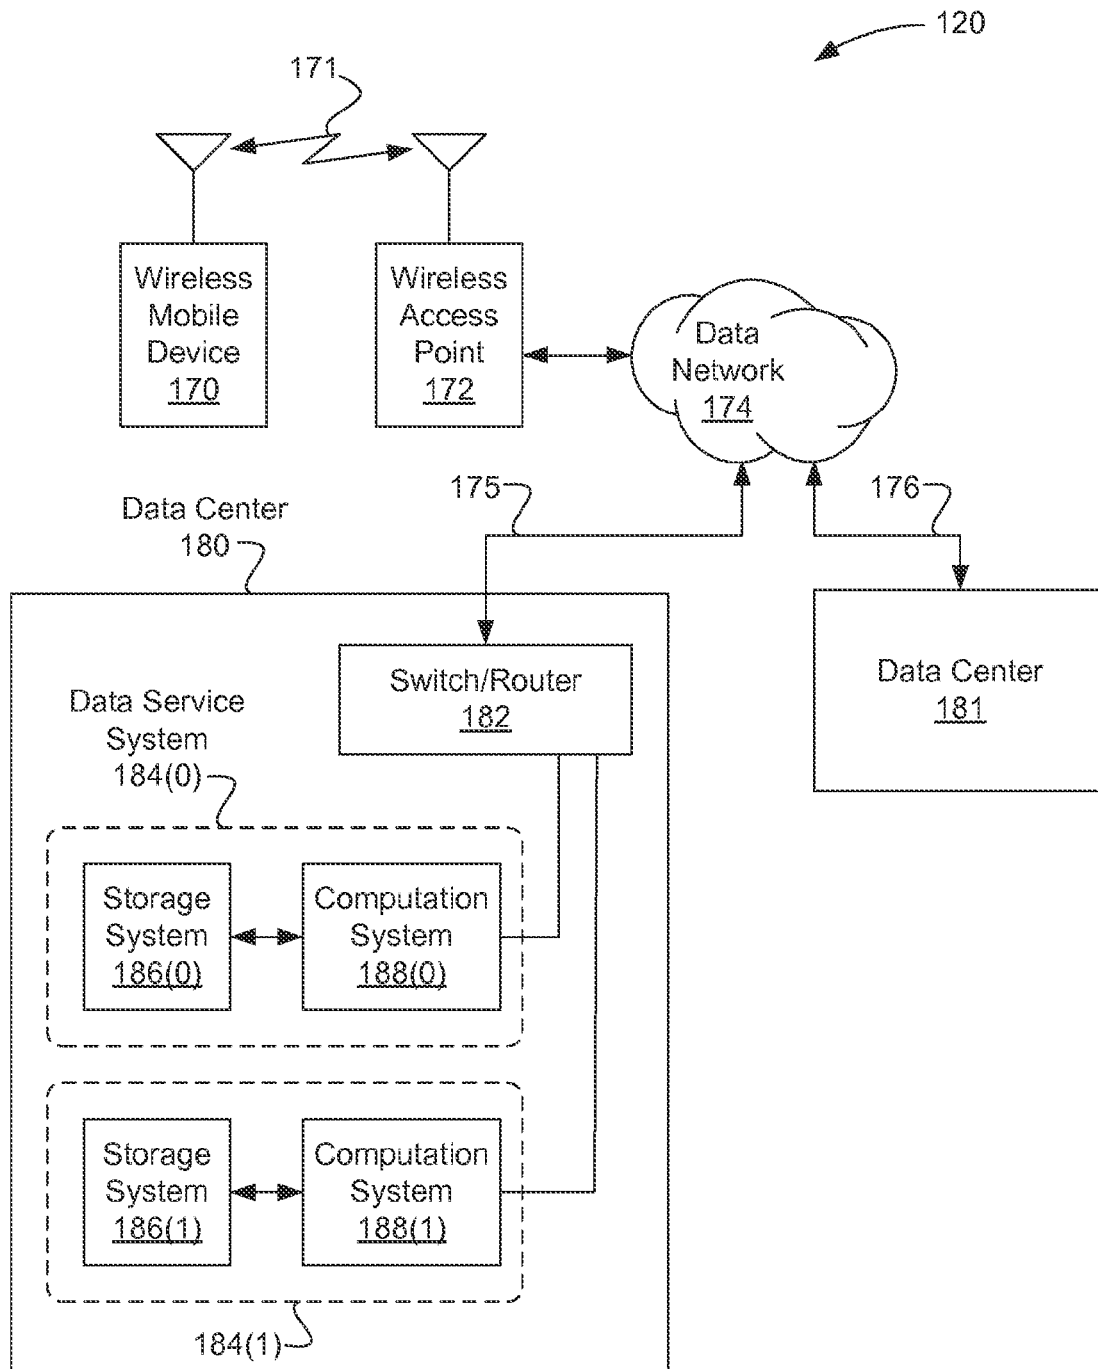 120
171
Wireless
Mobile
Device
170
Wireless
Access
Point
172
Data
Network
174
175
176
Data Center
180
Switch/Router
182
Data Center
181
Data Service
System
184(0)
Storage
System
186(0)
Computation
System
188(0)
Storage
System
186(1)
Computation
System
188(1)
184(1)